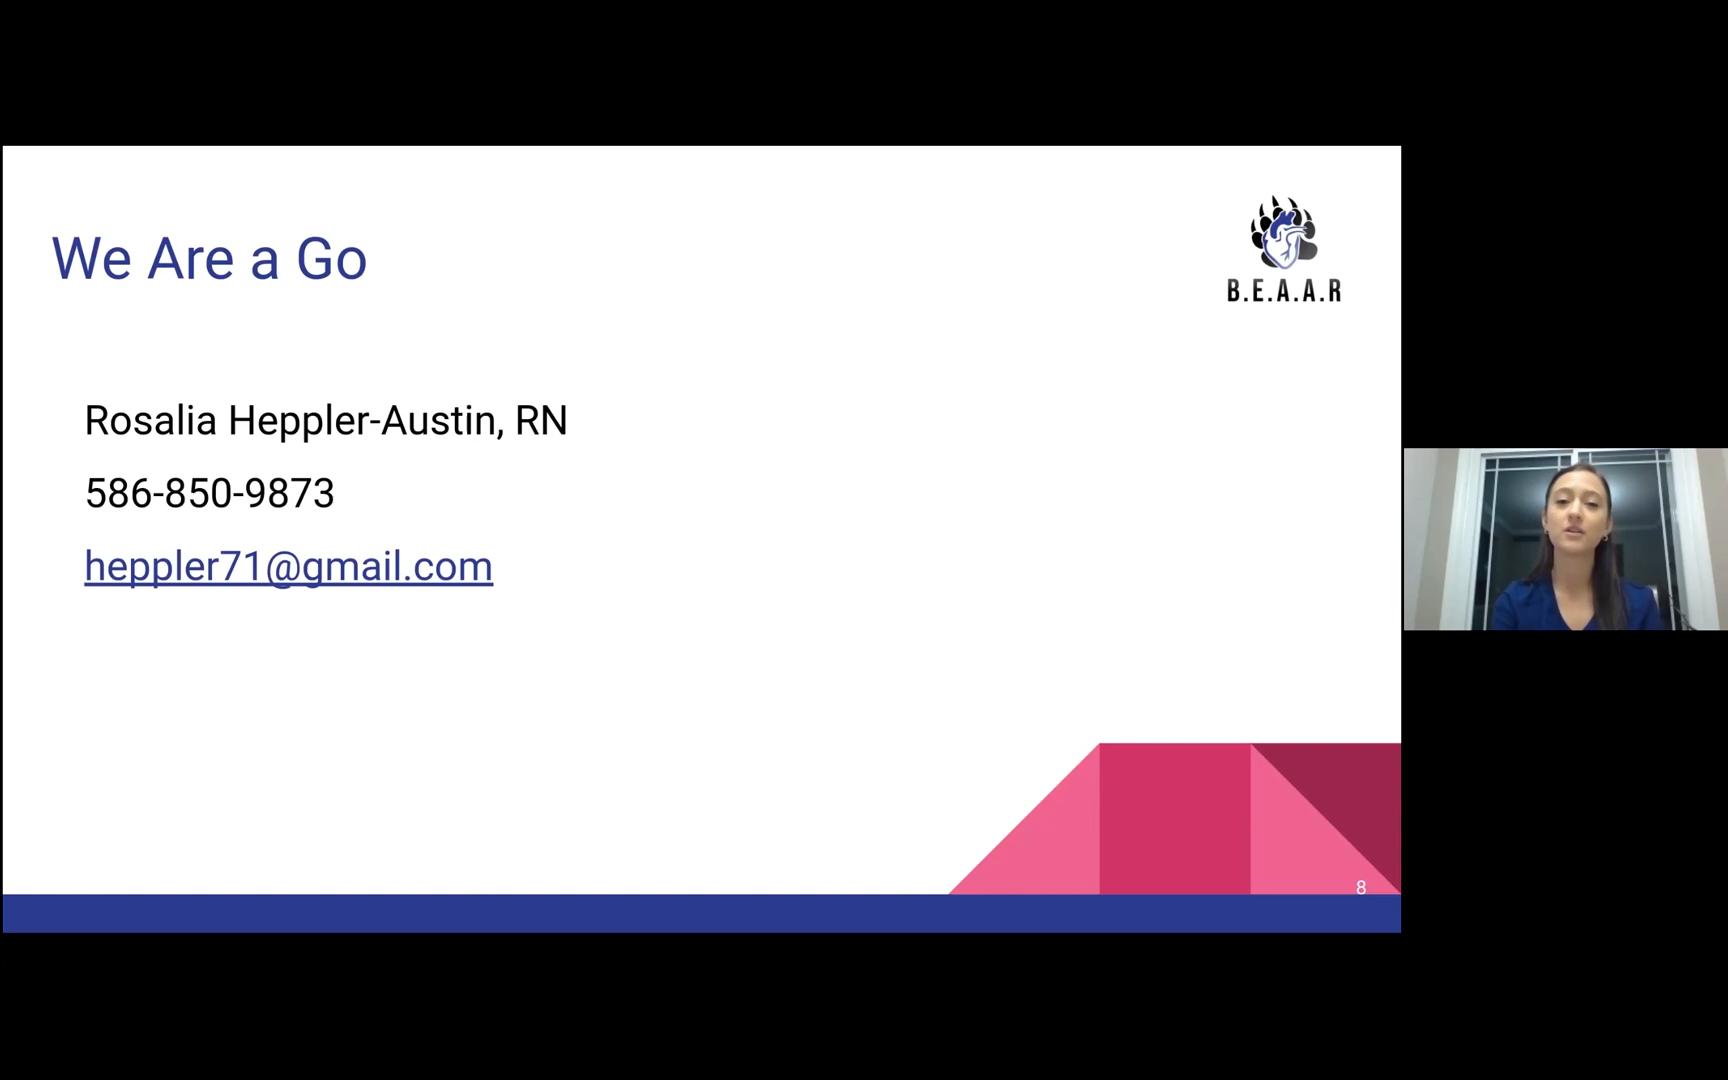 We Are a Go
B.E.A.A.R
Rosalia Heppler-Austin, RN
586-850-9873
heppler71@gmail.com
8